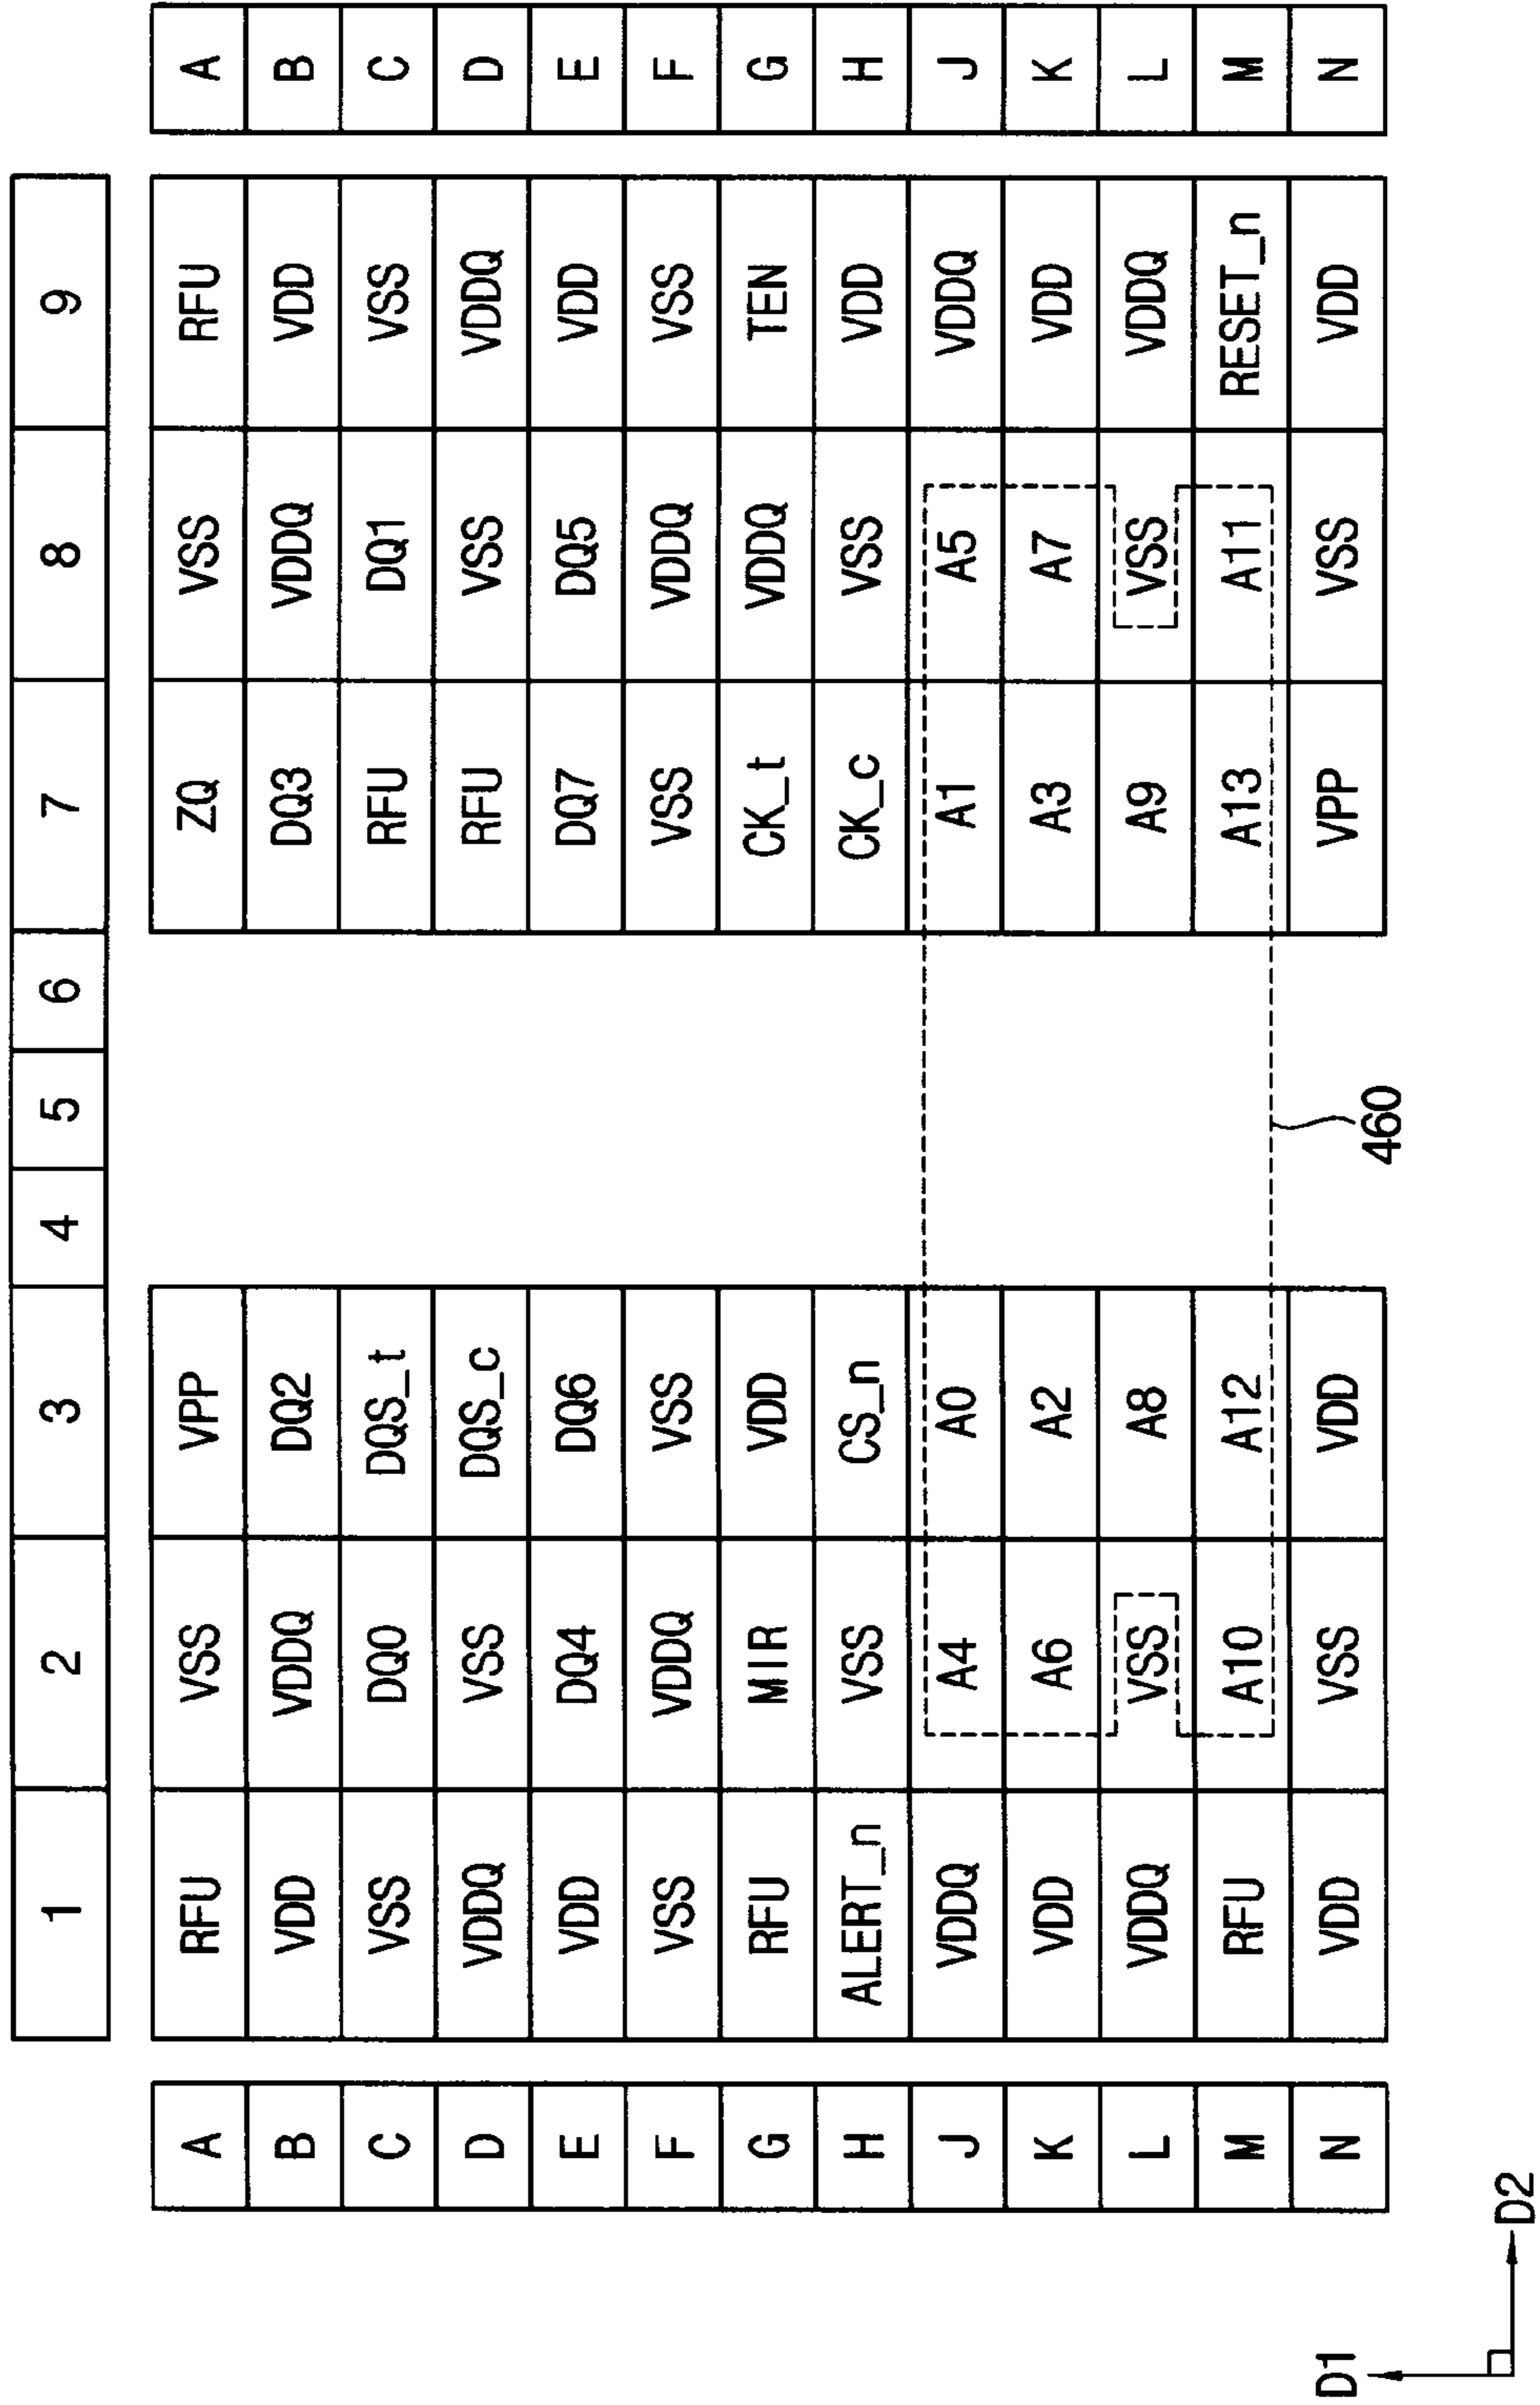 1 2 3 4 5 6 7 8 9
A RFU VSS VPP ZQ VSS RFU A
B VDD VDDQ DQ2 DQ3 VDDQ VDD B
C VSS DQ0 DQS_t RFU DQ1 VSS C
D VDDQ VSS DQS_c RFU VSS VDDQ D
E VDD DQ4 DQ6 DQ7 DQ5 VDD E
F VSS VDDQ VSS VSS VDDQ VSS F
G RFU MIR VDD CK_t VDDQ TEN G
H ALERT_n VSS CS_n CK_c VSS VDD H
J VDDQ A4 A0 A1 A5 VDDQ J
K VDD A6 A2 A3 A7 VDD K
L VDDQ VSS A8 A9 VSS VDDQ L
M RFU A10 A12 A13 A11 RESET_n M
N VDD VSS VDD VPP VSS VDD N
460
D1
D2